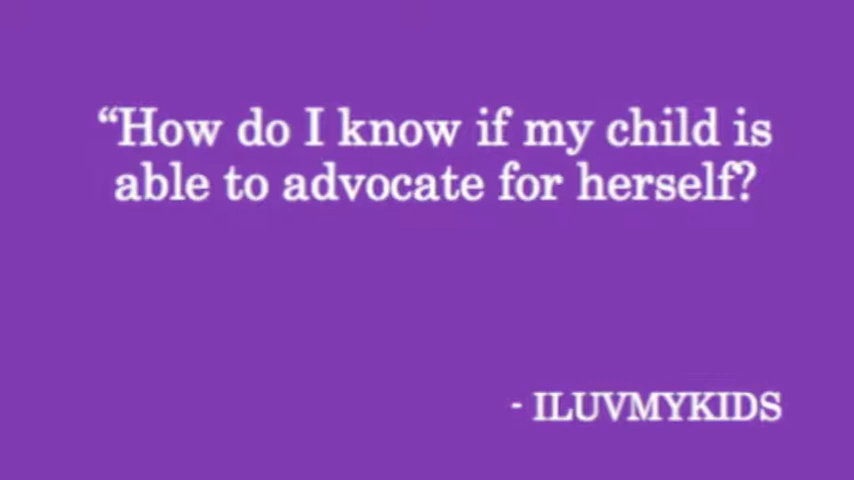 “How do I know if my child is
able to advocate for herself?
- ILUVMYKIDS